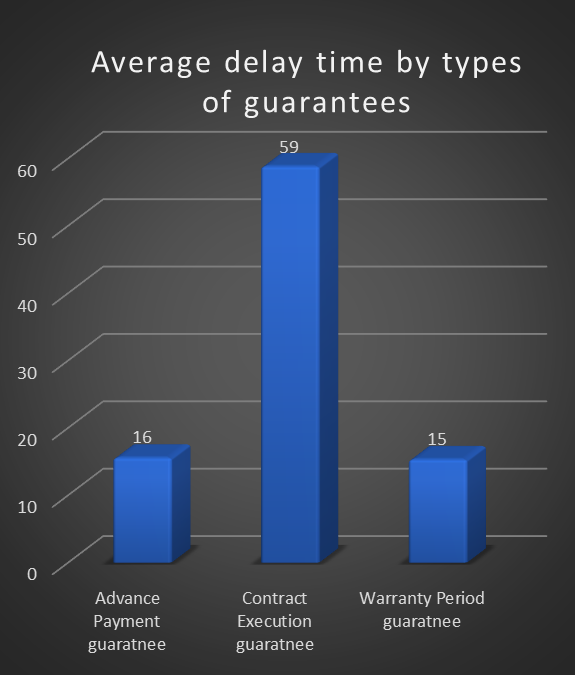 Average delay time by types
of guarantees
59
60
50
40
30
20
16
15
10
0
Advance
Payment
guaratnee
Contract
Execution
guaratnee
Warranty Period
guaratnee